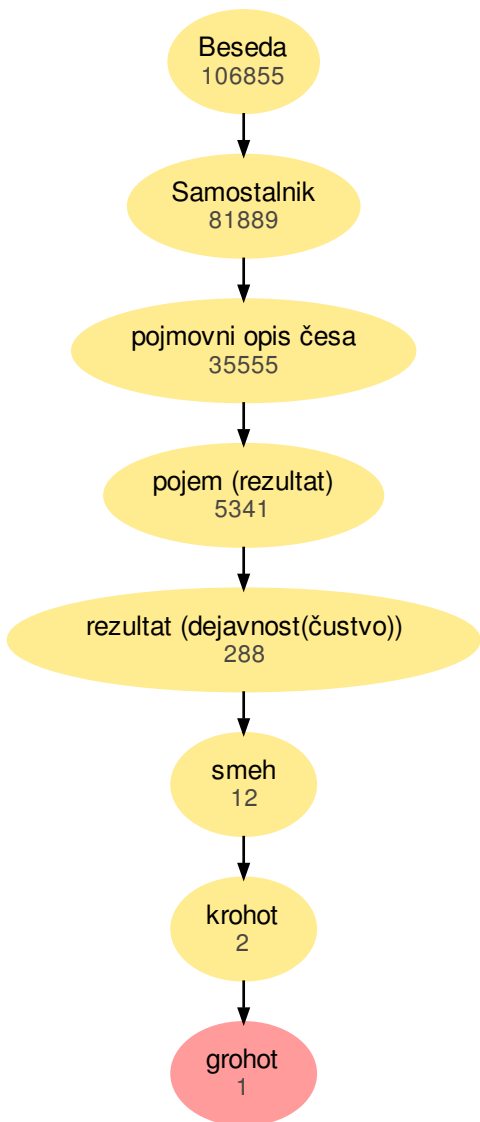 Beseda
106855
Samostalnik
81889
pojmovni opis česa
35555
pojem (rezultat)
5341
rezultat (dejavnost(čustvo))
288
smeh
12
krohot
2
grohot
1